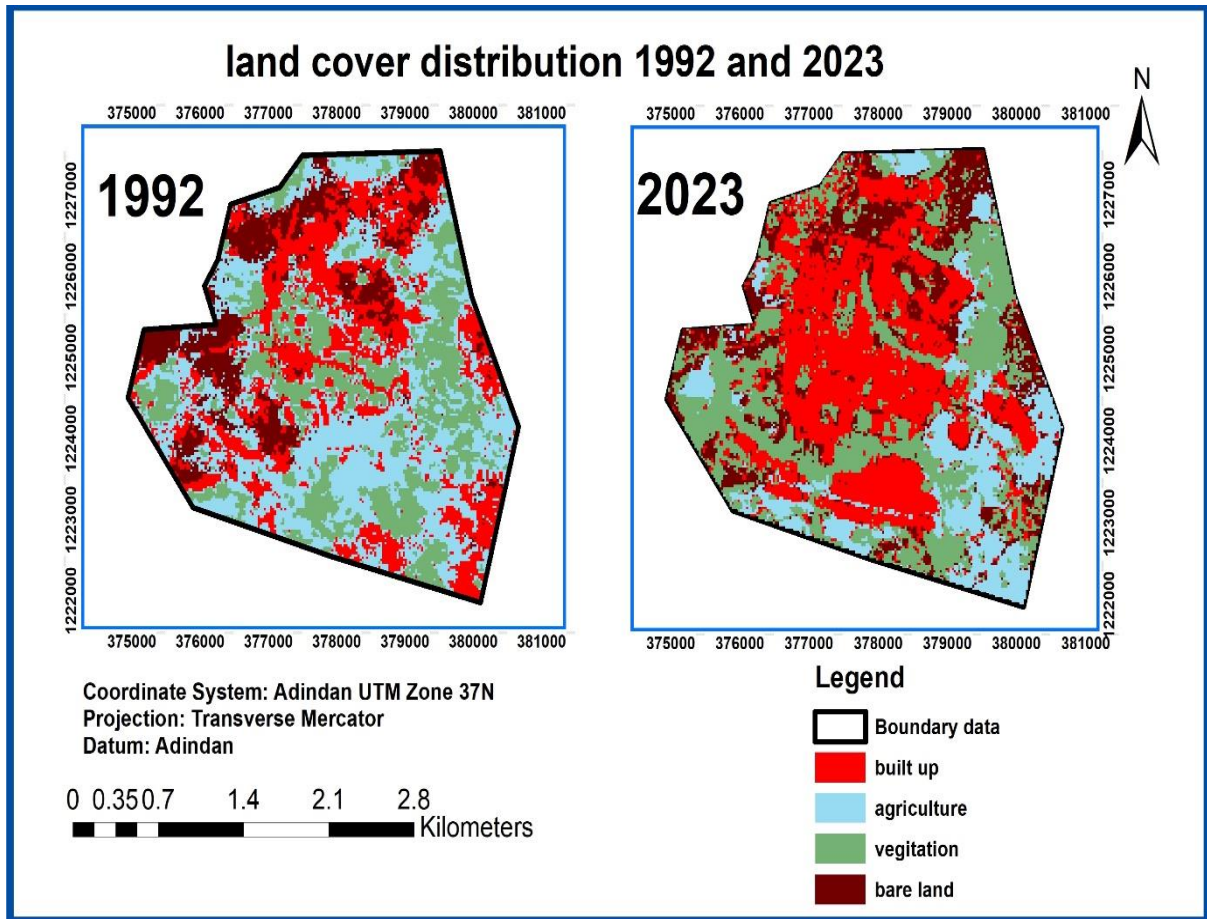 land cover distribution 1992 and 2023
N
375000 376000 377000 378000 379000 380000 381000
375000 376000 377000 378000 379000 380000 381000
1992
2023
1227000
1226000
1225000
1224000
1223000
1222000
1227000
1226000
1225000
1224000
1223000
1222000
375000 376000 377000 378000 379000 380000 381000
375000 376000 377000 378000 379000 380000 381000
Coordinate System: Adindan UTM Zone 37N
Projection: Transverse Mercator
Datum: Adindan
0 0.35 0.7 1.4 2.1 2.8
Kilometers
Legend
Boundary data
built up
agriculture
vegitation
bare land